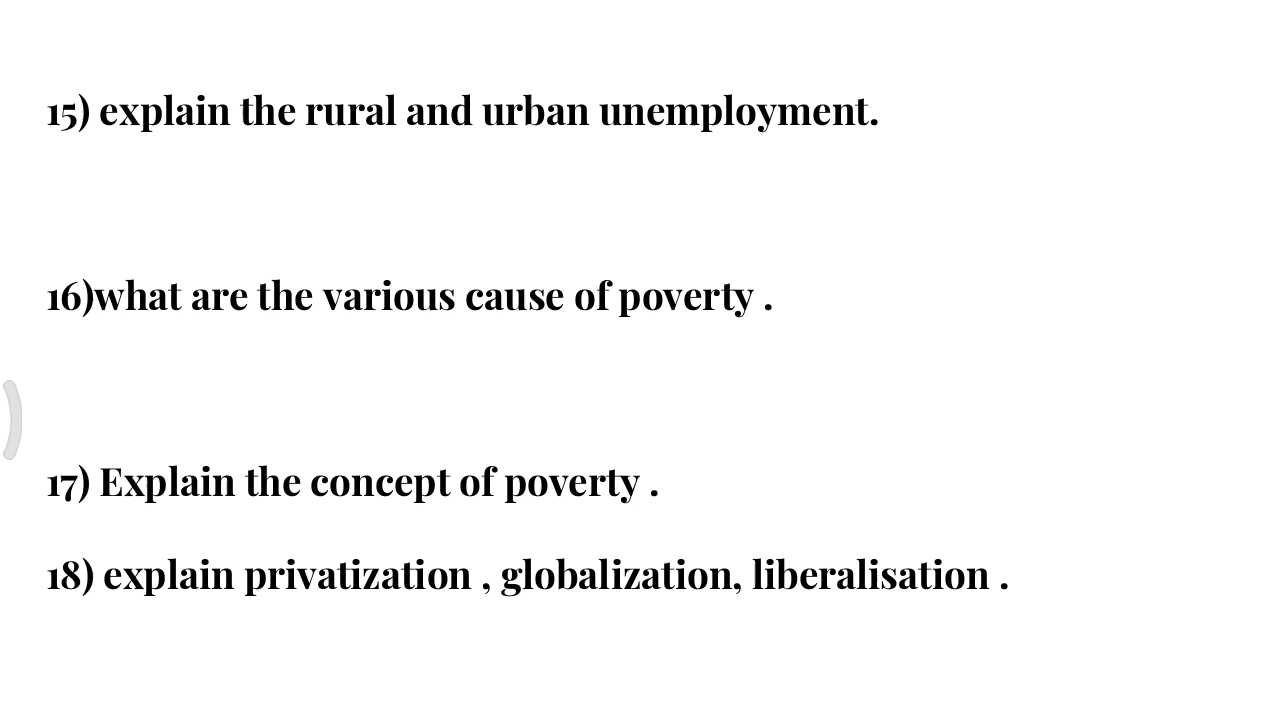 15) explain the rural and urban unemployment.
16)what are the various cause of poverty .
17) Explain the concept of poverty .
18) explain privatization , globalization, liberalisation .